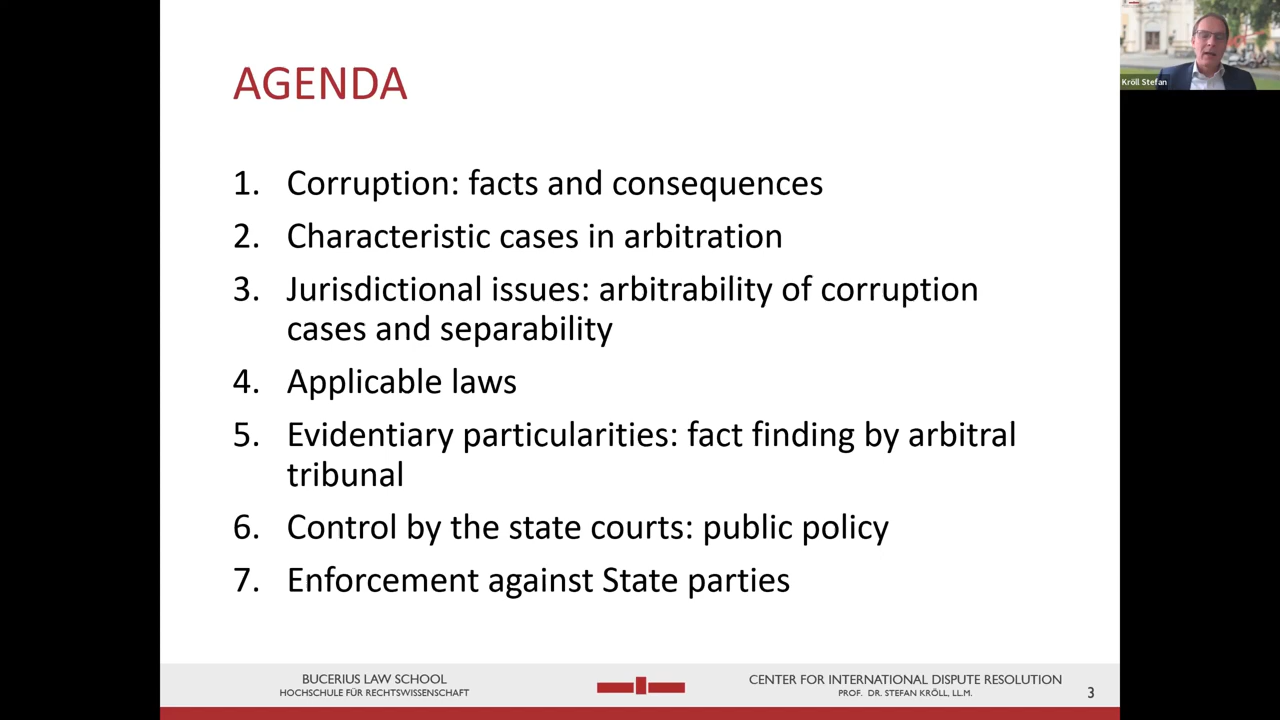 AGENDA
1. Corruption: facts and consequences
2. Characteristic cases in arbitration
3. Jurisdictional issues: arbitrability of corruption
cases and separability
4. Applicable laws
5. Evidentiary particularities: fact finding by arbitral
tribunal
6. Control by the state courts: public policy
7. Enforcement against State parties
BUCERIUS LAW SCHOOL
HOCHSCHULE FÜR RECHTSWISSENSCHAFT
CENTER FOR INTERNATIONAL DISPUTE RESOLUTION
PROF. DR. STEFAN KRÖLL, LL.M.
3
Kröll Stefan